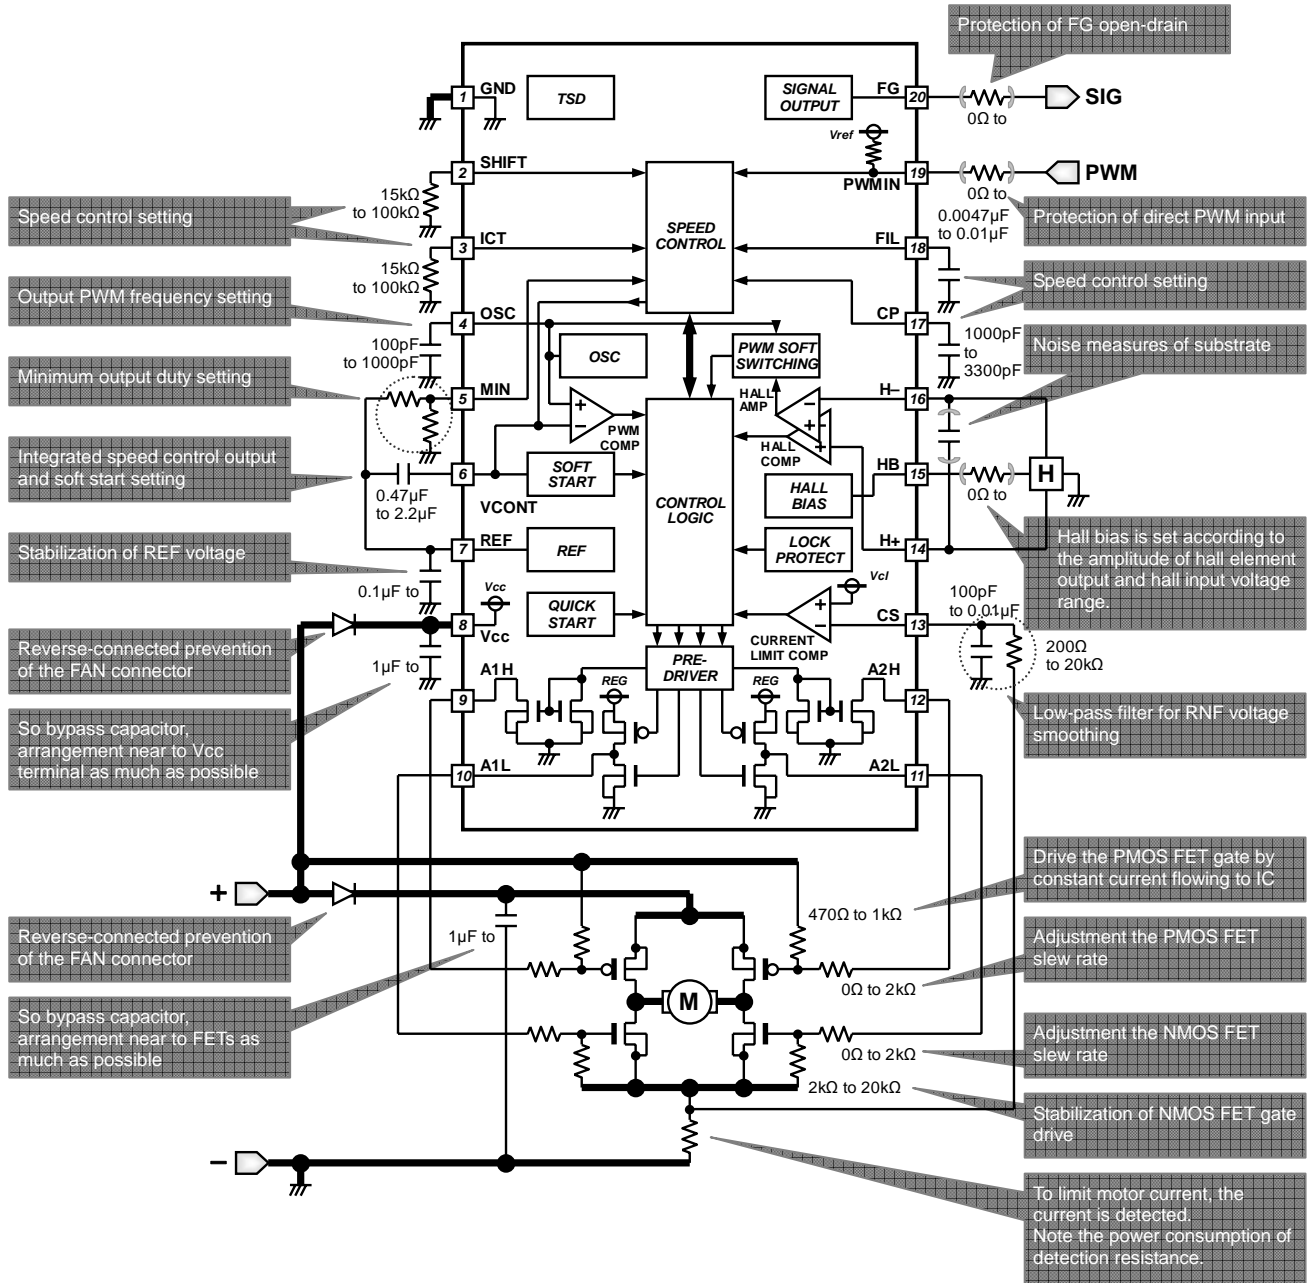 Protection of FG open-drain
GND
TSD
SIGNAL
OUTPUT
FG
1
20
SIG
0Ω to
Vref
2
SHIFT
PWMIN
19
PWM
0Ω to
15kΩ
to 100kΩ
Speed control setting
SPEED
CONTROL
0.0047µF
to 0.01µF
Protection of direct PWM input
3
ICT
FIL
18
15kΩ
to 100kΩ
Speed control setting
Output PWM frequency setting
4
OSC
CP
17
100pF
to 1000pF
OSC
PWM SOFT
SWITCHING
1000pF
to
3300pF
Noise measures of substrate
Minimum output duty setting
5
MIN
HALL
AMP
H–
16
+
–
PWM
COMP
–
+
+
+
HALL
COMP
Integrated speed control output
and soft start setting
6
VCONT
SOFT
START
HB
15
H
0.47µF
to 2.2µF
CONTROL
LOGIC
HALL
BIAS
0Ω to
Stabilization of REF voltage
7
REF
REF
LOCK
PROTECT
H+
14
Hall bias is set according to
the amplitude of hall element
output and hall input voltage
range.
0.1µF to
Vcc
Vcl
100pF
to 0.01µF
8
Vcc
QUICK
START
+
–
CS
13
CURRENT
LIMIT COMP
200Ω
to 20kΩ
Reverse-connected prevention
of the FAN connector
1µF to
A1H
PRE-
DRIVER
A2H
REG
REG
9
12
So bypass capacitor,
arrangement near to Vcc
terminal as much as possible
Low-pass filter for RNF voltage
smoothing
10
A1L
A2L
11
Drive the PMOS FET gate by
constant current flowing to IC
+
470Ω to 1kΩ
Reverse-connected prevention
of the FAN connector
1µF to
Adjustment the PMOS FET
slew rate
0Ω to 2kΩ
So bypass capacitor,
arrangement near to FETs as
much as possible
M
Adjustment the NMOS FET
slew rate
0Ω to 2kΩ
2kΩ to 20kΩ
Stabilization of NMOS FET gate
drive
–
To limit motor current, the
current is detected.
Note the power consumption of
detection resistance.